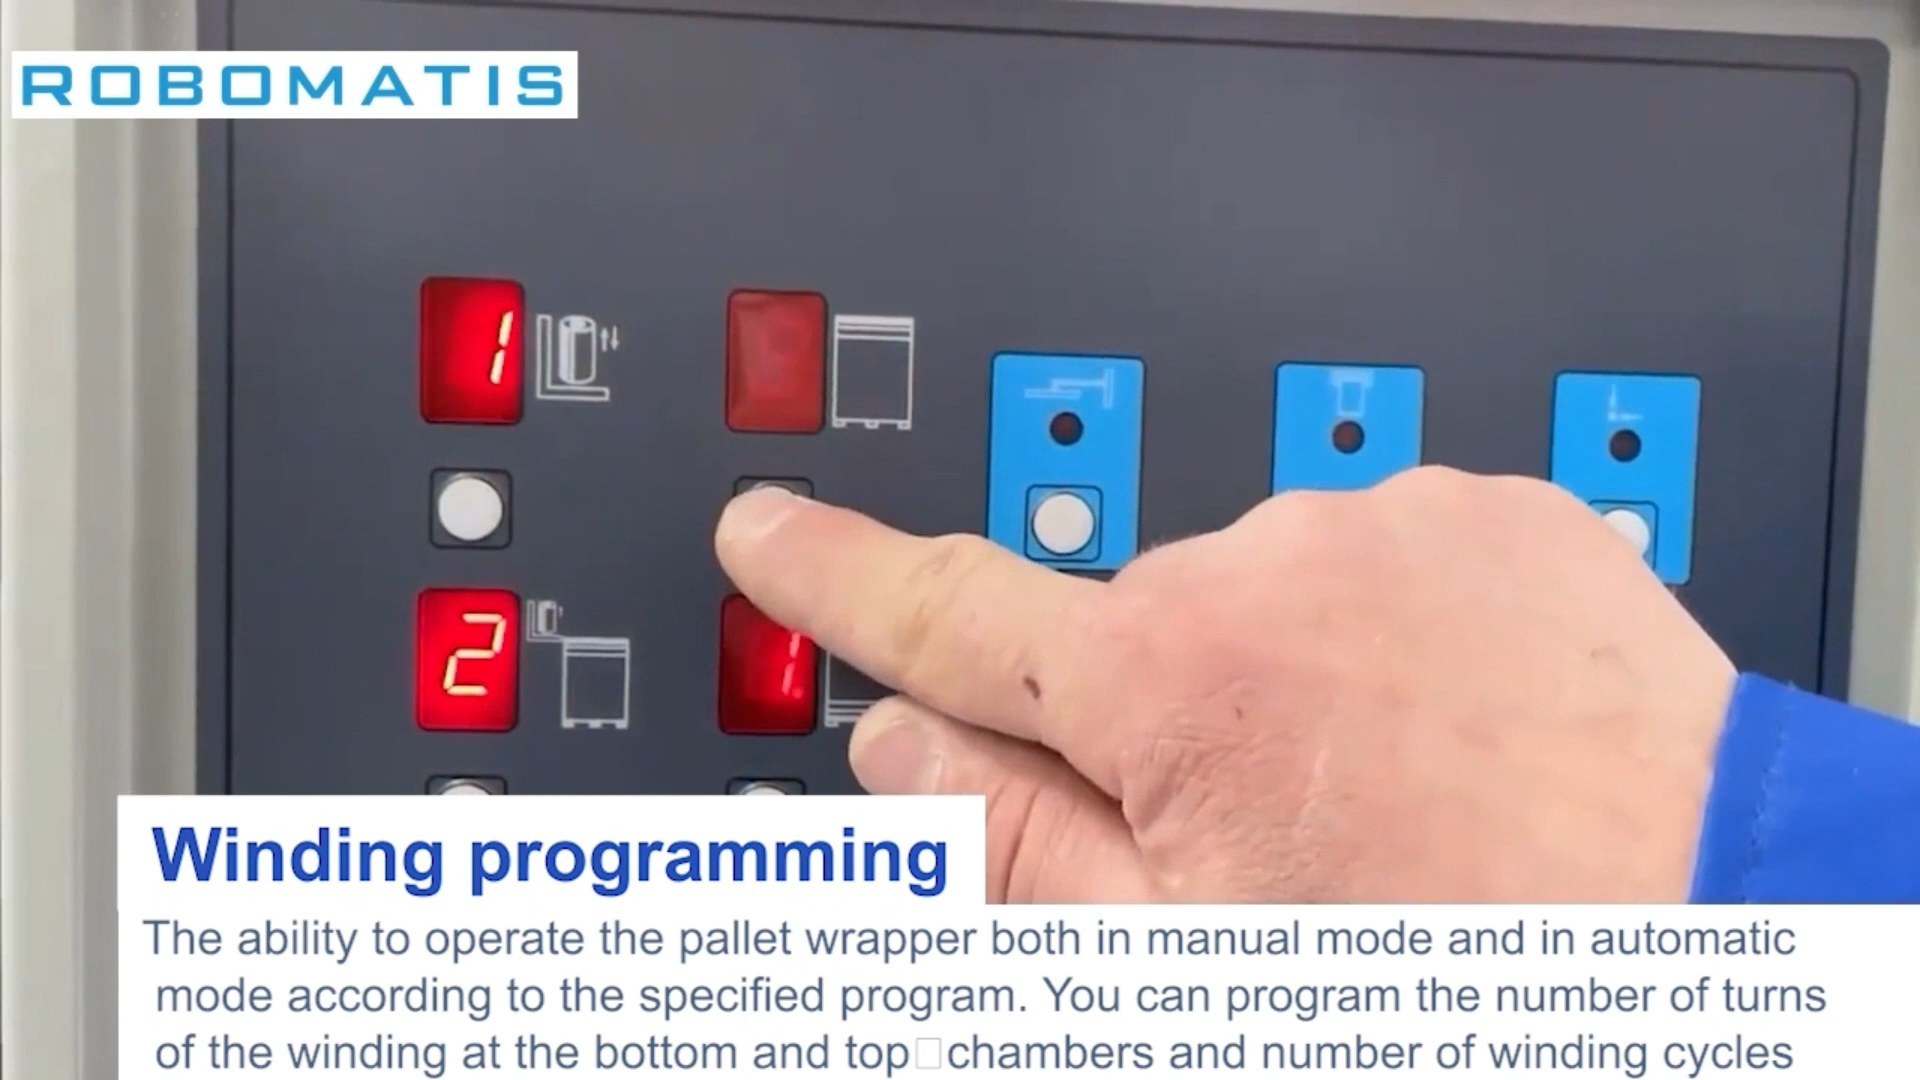 ROBOMATIS
1
2
1
Winding programming
The ability to operate the pallet wrapper both in manual mode and in automatic
mode according to the specified program. You can program the number of turns
of the winding at the bottom and top□chambers and number of winding cycles